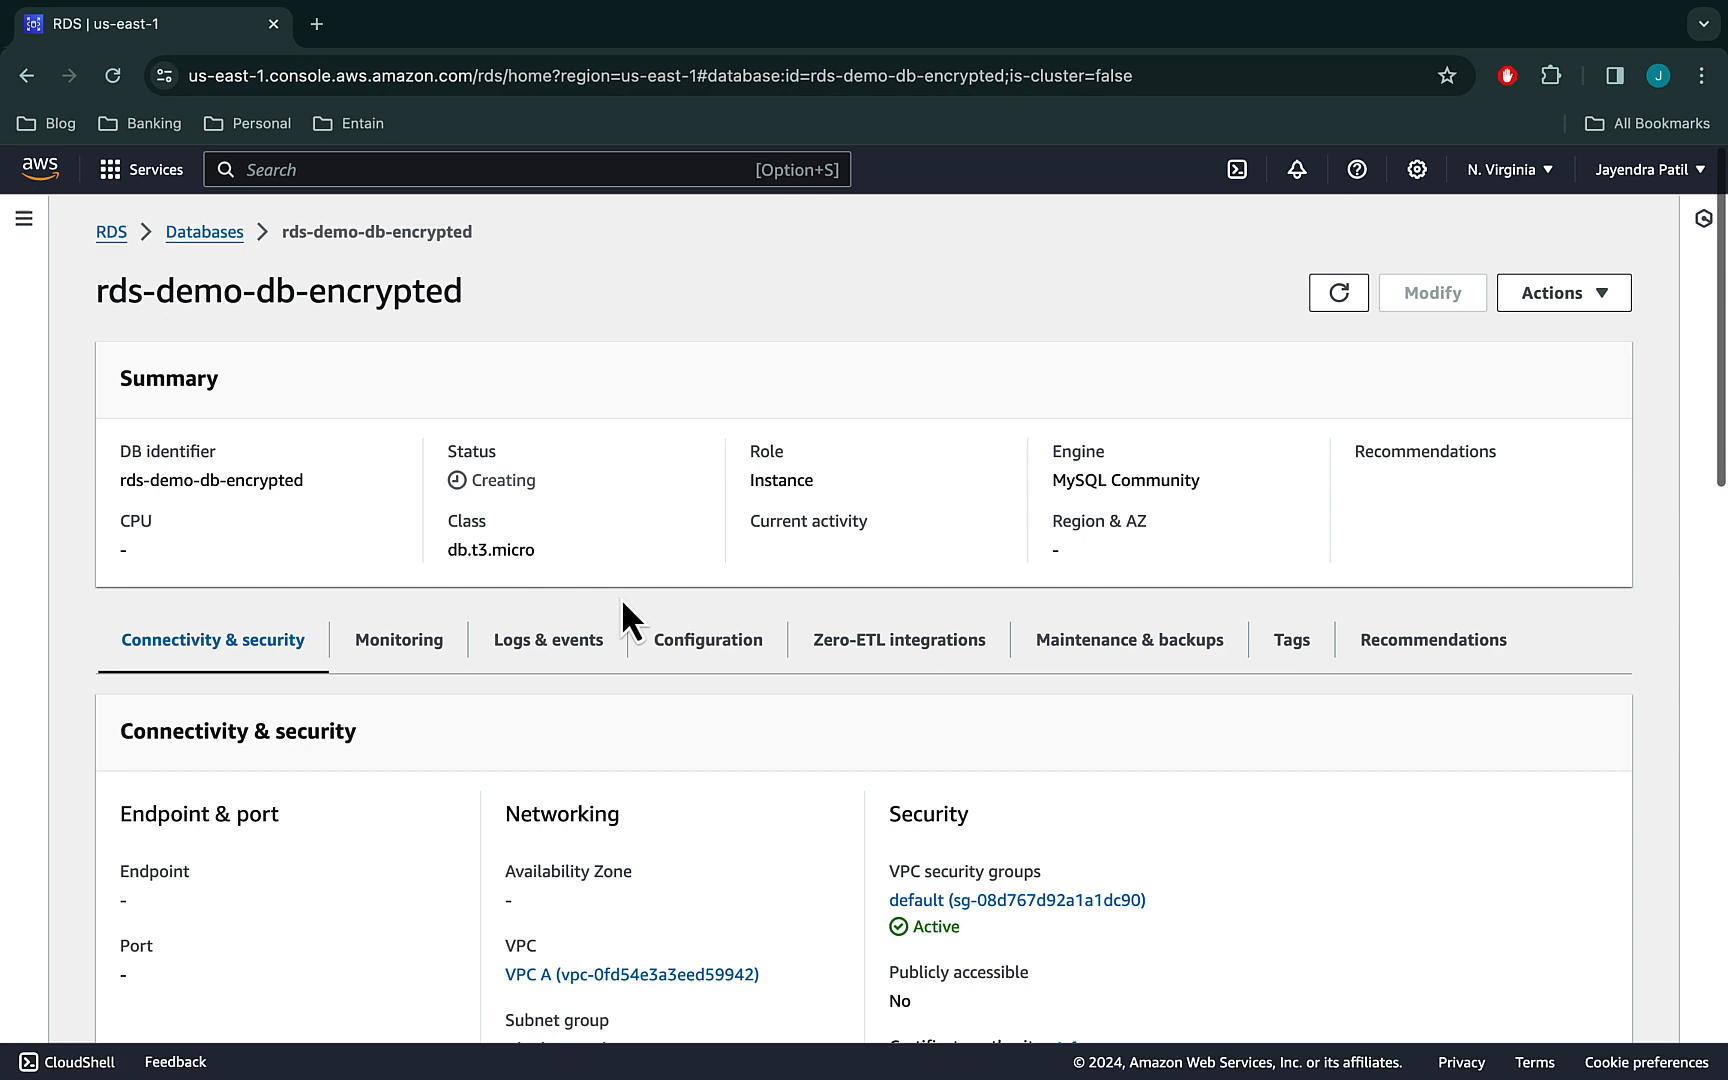 RDS | us-east-1
us-east-1.console.aws.amazon.com/rds/home?region=us-east-1#database:id=rds-demo-db-encrypted;is-cluster=false
J
Blog
Banking
Personal
Entain
All Bookmarks
aws
Services
Search
[Option+S]
N. Virginia
Jayendra Patil
RDS
Databases
rds-demo-db-encrypted
rds-demo-db-encrypted
Modify
Actions
Summary
DB identifier
rds-demo-db-encrypted
CPU
-
Status
Creating
Class
db.t3.micro
Role
Instance
Current activity
Engine
MySQL Community
Region & AZ
-
Recommendations
Connectivity & security
Monitoring
Logs & events
Configuration
Zero-ETL integrations
Maintenance & backups
Tags
Recommendations
Connectivity & security
Endpoint & port
Endpoint
-
Port
-
Networking
Availability Zone
-
VPC
VPC A (vpc-0fd54e3a3eed59942)
Subnet group
Security
VPC security groups
default (sg-08d767d92a1a1dc90)
Active
Publicly accessible
No
CloudShell
Feedback
© 2024, Amazon Web Services, Inc. or its affiliates.
Privacy
Terms
Cookie preferences